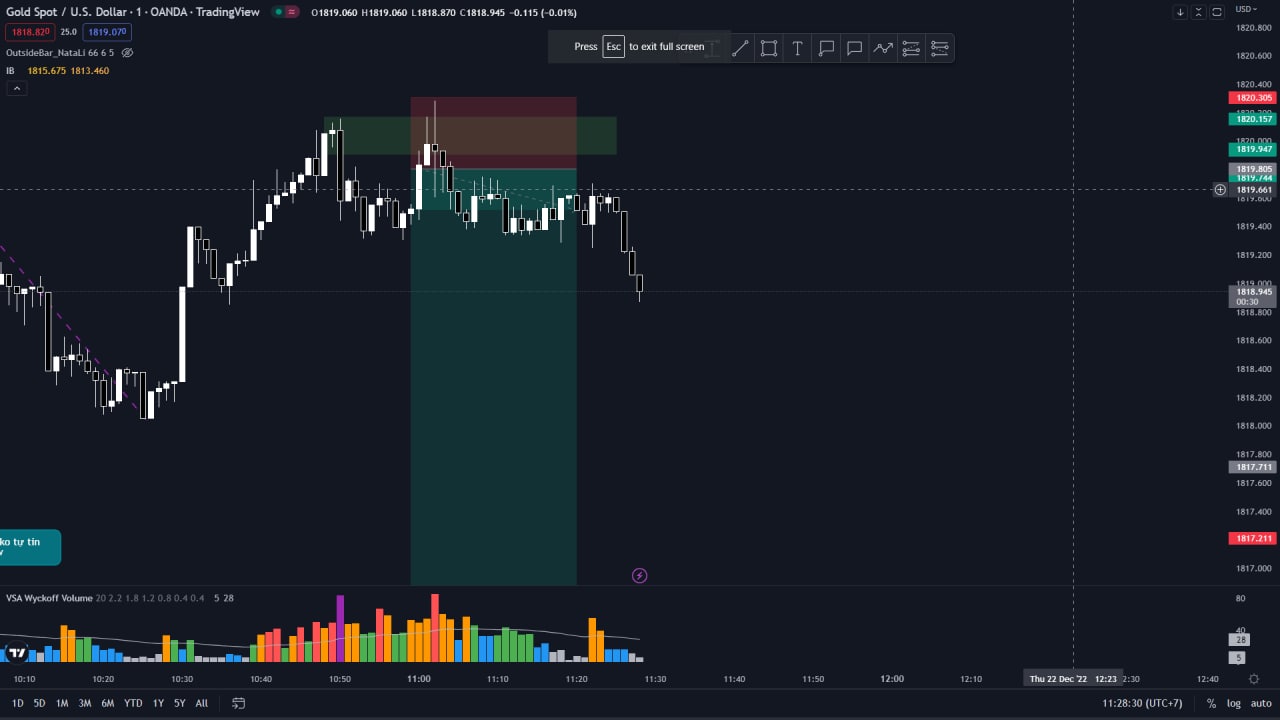 Gold Spot / U.S. Dollar · 1 · OANDA · TradingView
O1819.060 H1819.060 L1818.870 C1818.945 −0.115 (−0.01%)
USD
1818.820 25.0 1819.070
OutsideBar_NataLi 66 6 5
IB 1815.675 1813.460
Press Esc to exit full screen
1820.800
1820.600
1820.400
1820.305
1820.157
1820.000
1819.947
1819.805
1819.744
1819.661
1819.600
1819.400
1819.200
1819.000
1818.945
00:30
1818.800
1818.600
1818.400
1818.200
1818.000
1817.800
1817.711
1817.600
1817.400
1817.211
1817.000
ko tự tin
VSA Wyckoff Volume 20 2.2 1.8 1.2 0.8 0.4 0.4 5 28
80
40
28
5
10:10 10:20 10:30 10:40 10:50 11:00 11:10 11:20 11:30 11:40 11:50 12:00 12:10 Thu 22 Dec '22 12:23 2:30 12:40
1D 5D 1M 3M 6M YTD 1Y 5Y All
11:28:30 (UTC+7) % log auto